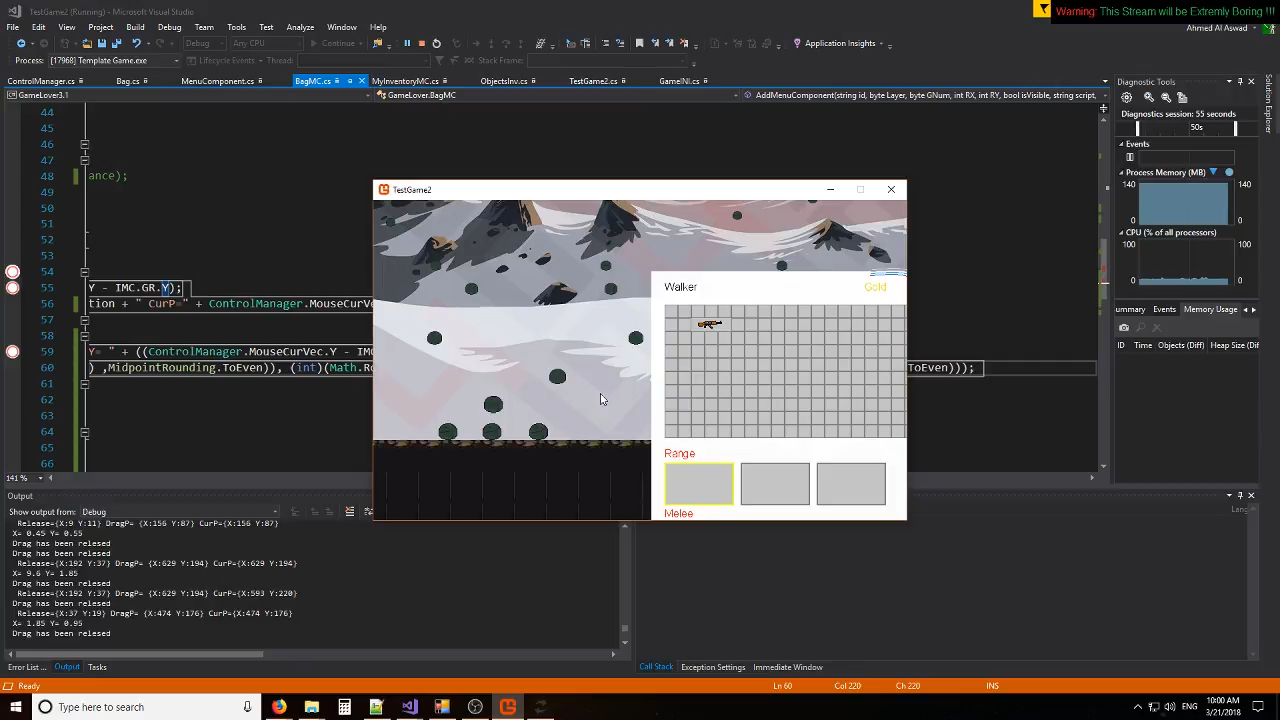 TestGame2 (Running) - Microsoft Visual Studio
Warning: This Stream will be Extremly Boring !!!
File Edit View Project Build Debug Team Tools Test Analyze Window Help
Ahmed Al Aswad
Debug Any CPU Continue Application Insights
Process: [17968] Template Game.exe Lifecycle Events Thread: Stack Frame:
ControlManager.cs Bag.cs MenuComponent.cs BagMC.cs MyInventoryMC.cs ObjectsInv.cs TestGame2.cs GameINI.cs
GameLover3.1 GameLover.BagMC AddMenuComponent(string id, byte Layer, byte GNum, int RX, int RY, bool isVisible, string script,
44
45
46
47
48 ance);
49
50
51
52
53
54
55 Y - IMC.GR.Y);
56 tion + " CurP=" + ControlManager.MouseCurVe
57
58
59 Y= " + ((ControlManager.MouseCurVec.Y - IMC
60 ) ,MidpointRounding.ToEven)), (int)(Math.Ro ToEven)));
61
62
63
64
65
66
141 %
TestGame2
Walker
Gold
Range
Melee
Diagnostic Tools
Diagnostics session: 55 seconds
50s
Events
Process Memory (MB)
140 140
0 0
CPU (% of all processors)
100 100
0 0
ummary Events Memory Usage
ID Time Objects (Diff) Heap Size (Dif
Solution Explorer
Output
Show output from: Debug
Release={X:9 Y:11} DragP= {X:156 Y:87} CurP={X:156 Y:87}
X= 0.45 Y= 0.55
Drag has been relesed
Drag has been relesed
Release={X:192 Y:37} DragP= {X:629 Y:194} CurP={X:629 Y:194}
X= 9.6 Y= 1.85
Drag has been relesed
Release={X:192 Y:37} DragP= {X:629 Y:194} CurP={X:593 Y:220}
Drag has been relesed
Release={X:37 Y:19} DragP= {X:474 Y:176} CurP={X:474 Y:176}
X= 1.85 Y= 0.95
Drag has been relesed
Lang
Error List ... Output Tasks
Call Stack Exception Settings Immediate Window
Ready Ln 60 Col 220 Ch 220 INS
Type here to search
ENG
10:00 AM
3/21/2018